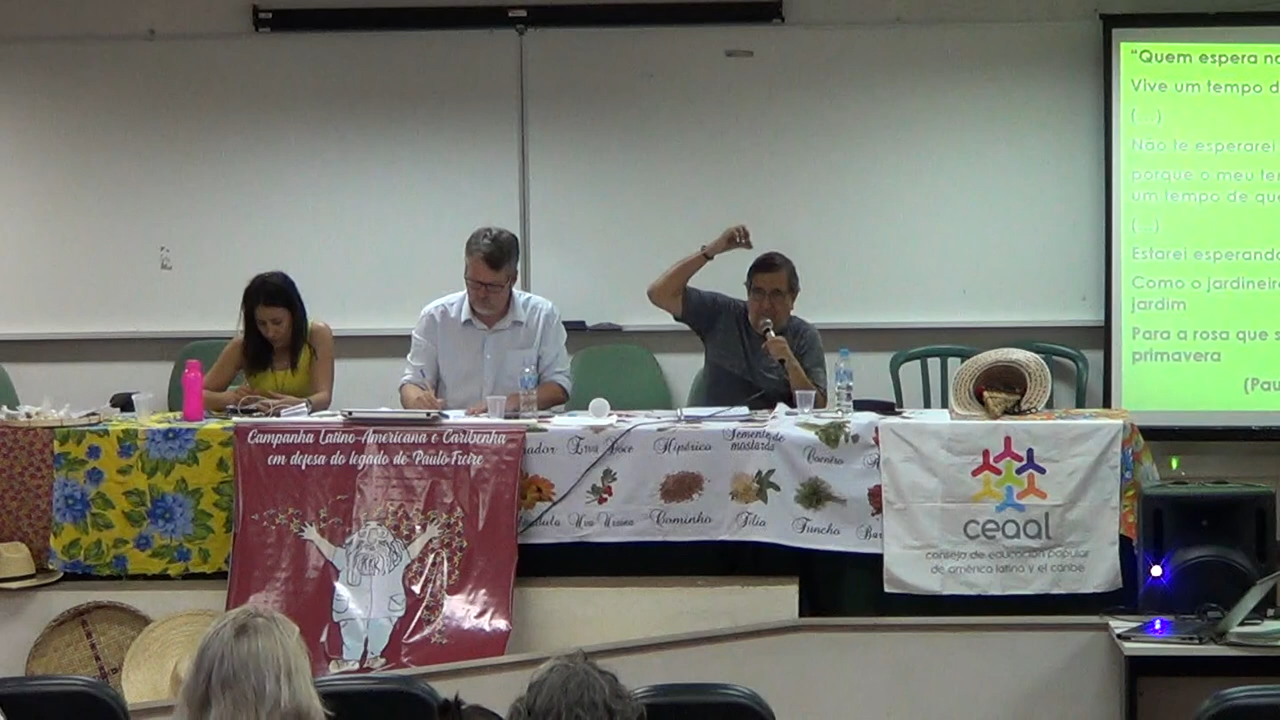 "Quem espera na
Vive um tempo d
(...)
Não te esperarei
porque o meu te
um tempo de que
(...)
Estarei esperando
Como o jardineir
jardim
Para a rosa que s
primavera
(Pau
Campanha Latino-Americana e Caribenha
em defesa do legado de Paulo Freire
Erva Doce
Hipérico
Semente de
mostarda
Coentro
Cominho
Tília
Funcho
ceaal
consejo de educación popular
de américa latina y el caribe